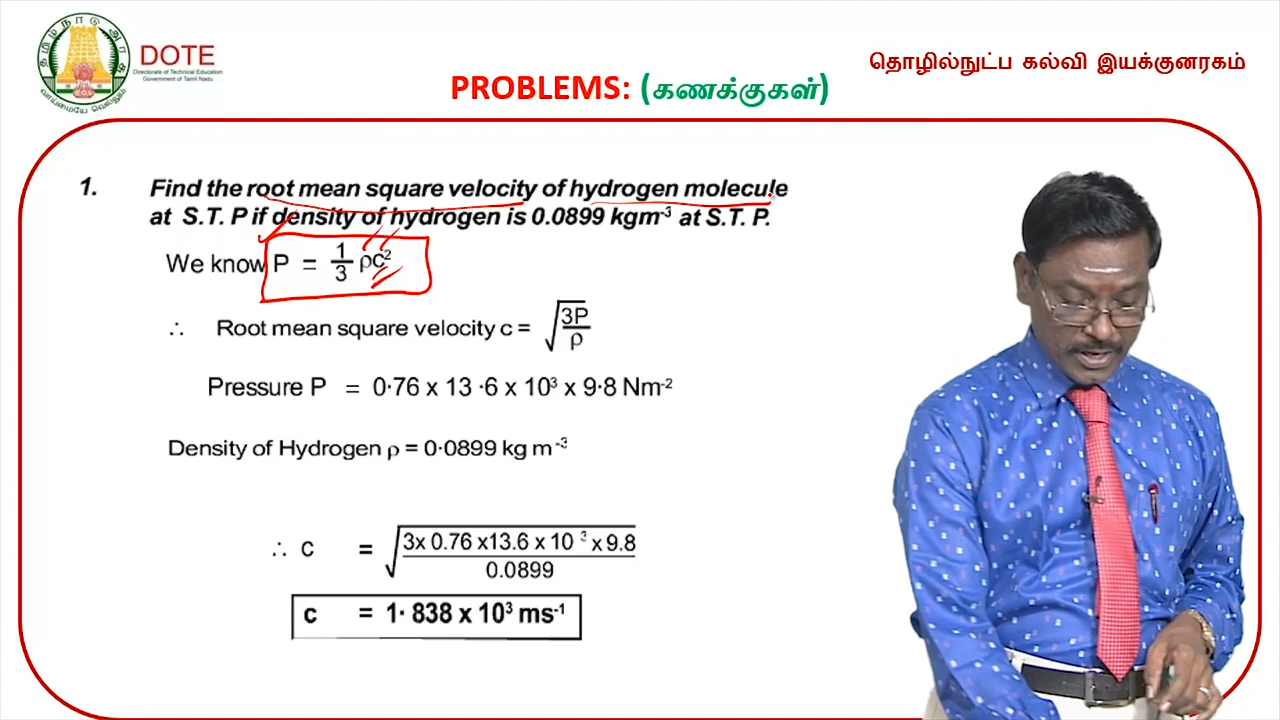 தமிழ்நாடு அரசு
வாய்மையே வெல்லும்
DOTE
Directorate of Technical Education
Government of Tamil Nadu
தொழில்நுட்ப கல்வி இயக்குனரகம்
PROBLEMS: (கணக்குகள்)
1. Find the root mean square velocity of hydrogen molecule
at S.T. P if density of hydrogen is 0.0899 kgm⁻³ at S.T. P.
We know P = 1/3 ρc²
∴ Root mean square velocity c = √(3P/ρ)
Pressure P = 0·76 x 13 ·6 x 10³ x 9·8 Nm⁻²
Density of Hydrogen ρ = 0·0899 kg m⁻³
∴ c = √(3x 0.76 x13.6 x 10³ x 9.8 / 0.0899)
c = 1· 838 x 10³ ms⁻¹